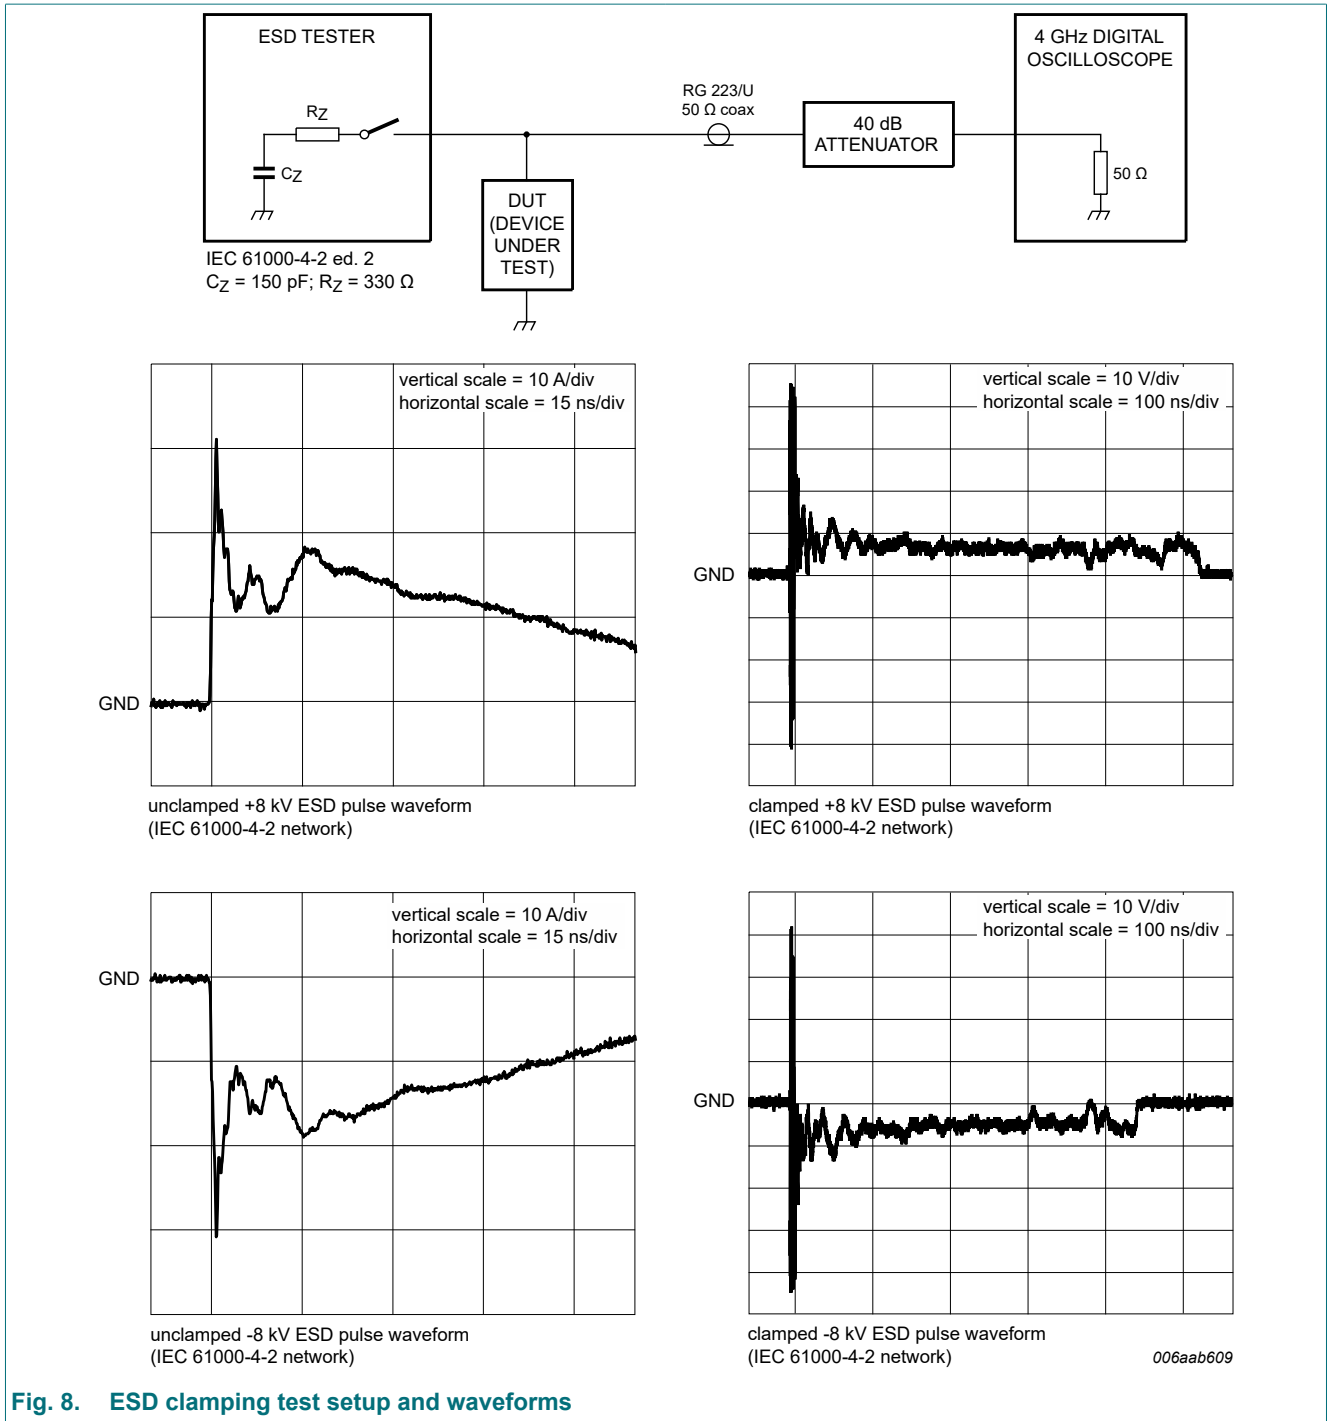 ESD TESTER
4 GHz DIGITAL
OSCILLOSCOPE
RG 223/U
50 Ω coax
RZ
40 dB
ATTENUATOR
CZ
50 Ω
DUT
(DEVICE
UNDER
TEST)
IEC 61000-4-2 ed. 2
CZ = 150 pF; RZ = 330 Ω
vertical scale = 10 A/div
horizontal scale = 15 ns/div
GND
unclamped +8 kV ESD pulse waveform
(IEC 61000-4-2 network)
vertical scale = 10 V/div
horizontal scale = 100 ns/div
GND
clamped +8 kV ESD pulse waveform
(IEC 61000-4-2 network)
vertical scale = 10 A/div
horizontal scale = 15 ns/div
GND
unclamped -8 kV ESD pulse waveform
(IEC 61000-4-2 network)
vertical scale = 10 V/div
horizontal scale = 100 ns/div
GND
clamped -8 kV ESD pulse waveform
(IEC 61000-4-2 network)
006aab609
Fig. 8. ESD clamping test setup and waveforms